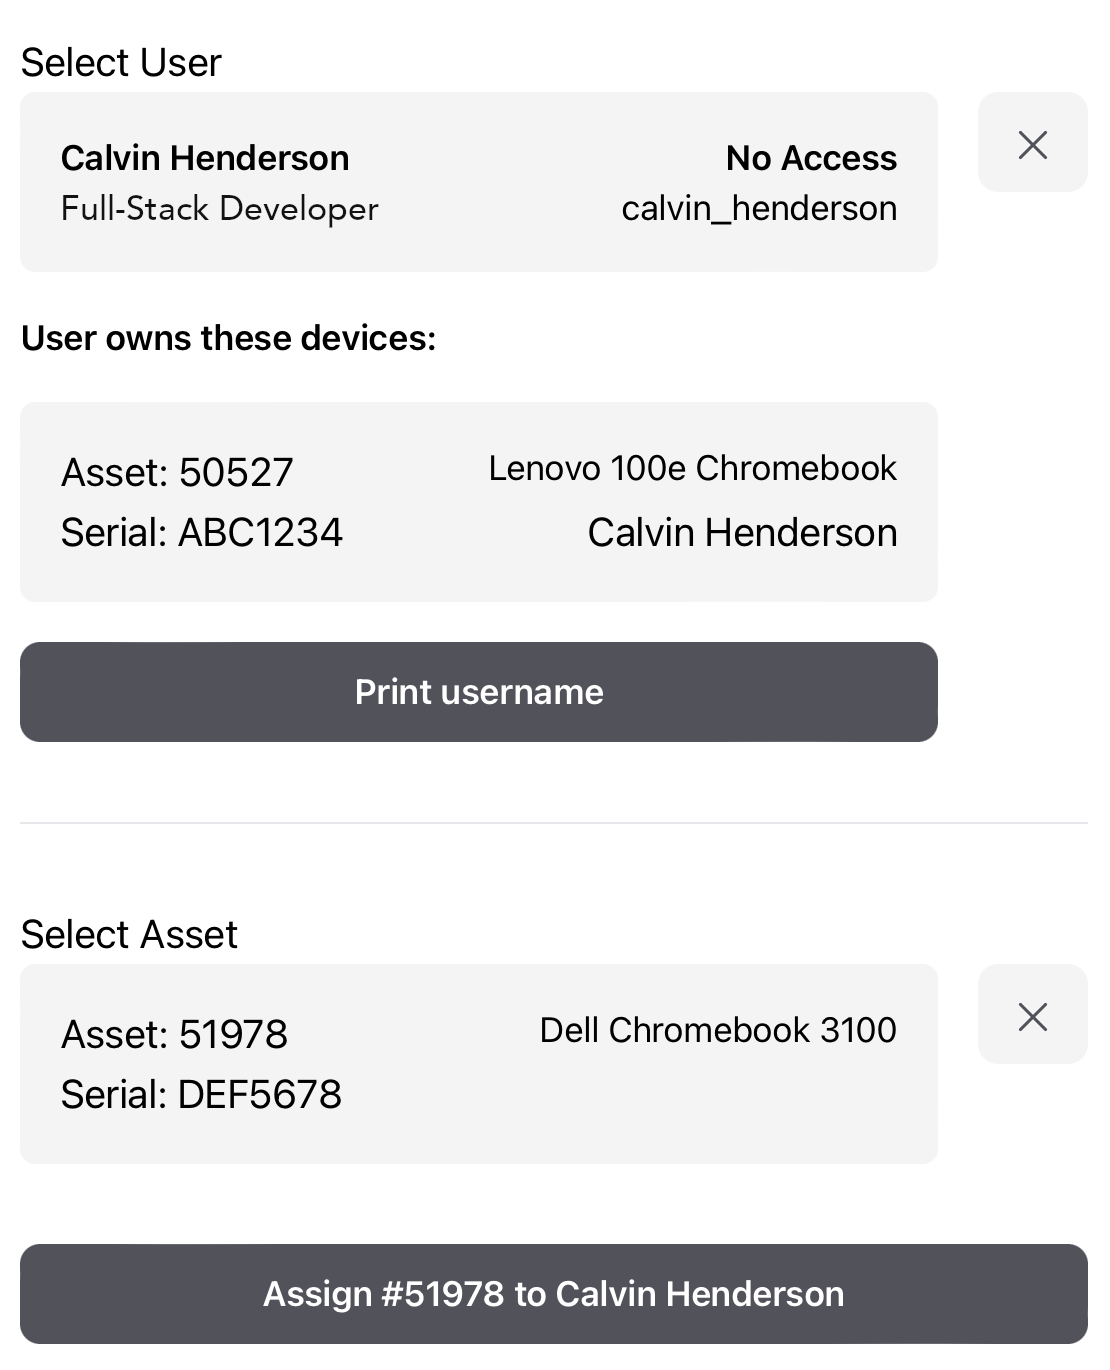 Select User
Calvin Henderson No Access
Full-Stack Developer calvin_henderson
User owns these devices:
Asset: 50527 Lenovo 100e Chromebook
Serial: ABC1234 Calvin Henderson
Print username
Select Asset
Asset: 51978 Dell Chromebook 3100
Serial: DEF5678
Assign #51978 to Calvin Henderson